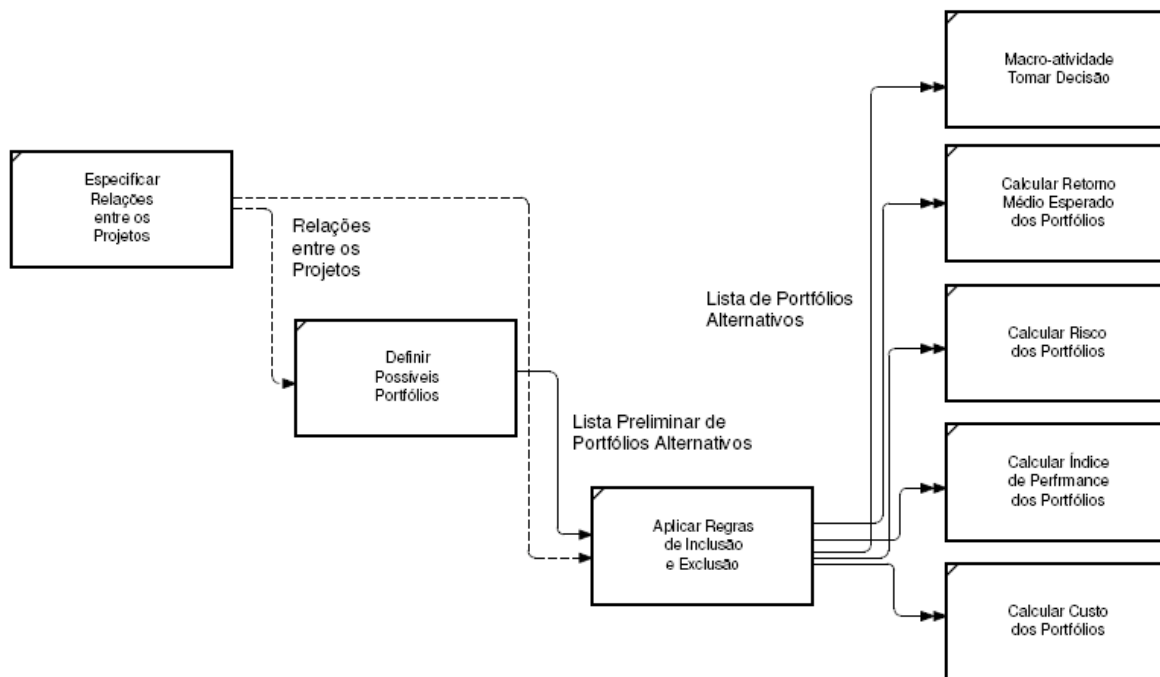 Macro-atividade
Tomar Decisão
Especificar
Relações
entre os
Projetos
Calcular Retorno
Médio Esperado
dos Portfólios
Relações
entre os
Projetos
Lista de Portfólios
Alternativos
Definir
Possíveis
Portfólios
Calcular Risco
dos Portfólios
Lista Preliminar de
Portfólios Alternativos
Calcular Índice
de Perfrmance
dos Portfólios
Aplicar Regras
de Inclusão
e Exclusão
Calcular Custo
dos Portfólios